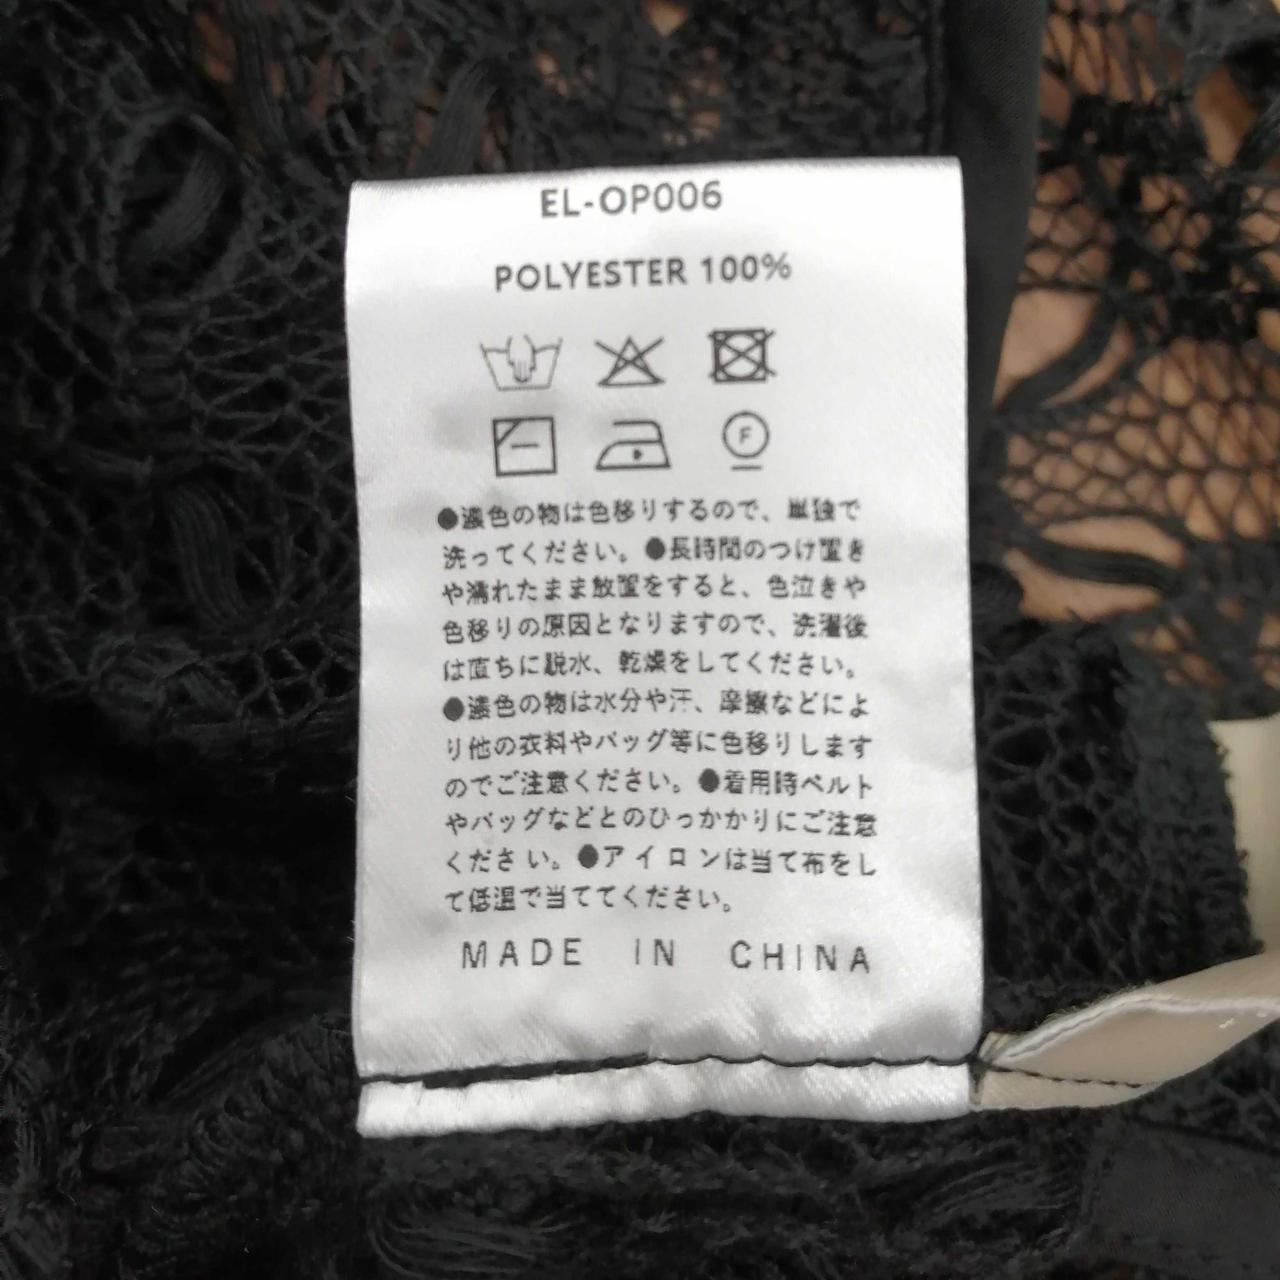 EL-OP006
POLYESTER 100%
F
●濃色の物は色移りするので、単独で
洗ってください。●長時間のつけ置き
や濡れたまま放置をすると、色泣きや
色移りの原因となりますので、洗濯後
は直ちに脱水、乾燥をしてください。
●濃色の物は水分や汗、摩擦などによ
り他の衣料やバッグ等に色移りします
のでご注意ください。●着用時ベルト
やバッグなどとのひっかかりにご注意
ください。●アイロンは当て布をし
て低温で当ててください。
MADE IN CHINA